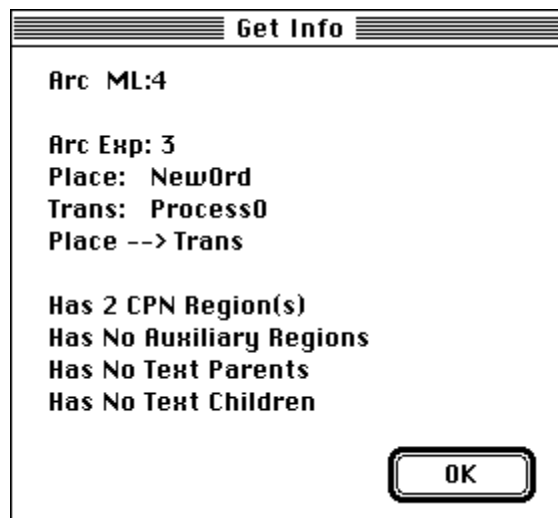 Get Info
Arc ML:4
Arc Exp: 3
Place: NewOrd
Trans: ProcessO
Place --> Trans
Has 2 CPN Region(s)
Has No Auxiliary Regions
Has No Text Parents
Has No Text Children
OK